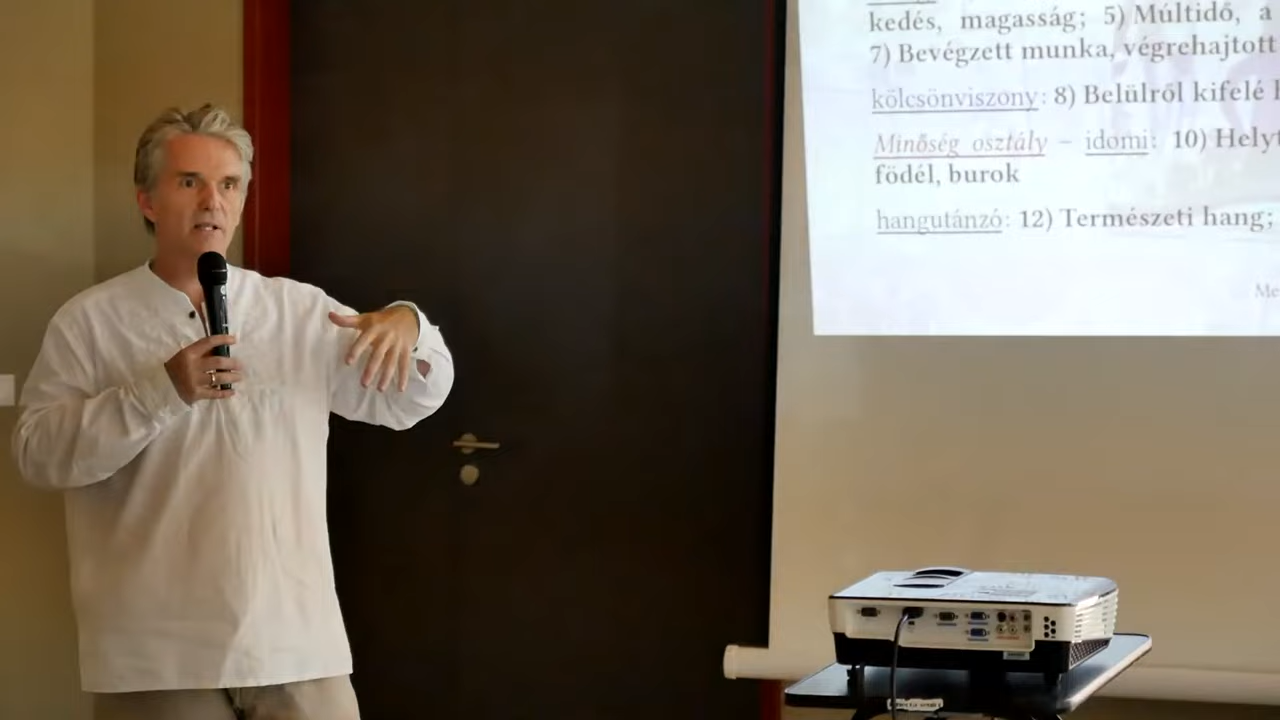 kedés, magasság; 5) Múltidő, a
7) Bevégzett munka, végrehajtott
kölcsönviszony: 8) Belülről kifelé
Minőség osztály – idomi: 10) Helyt
födél, burok
hangutánzó: 12) Természeti hang;
Me